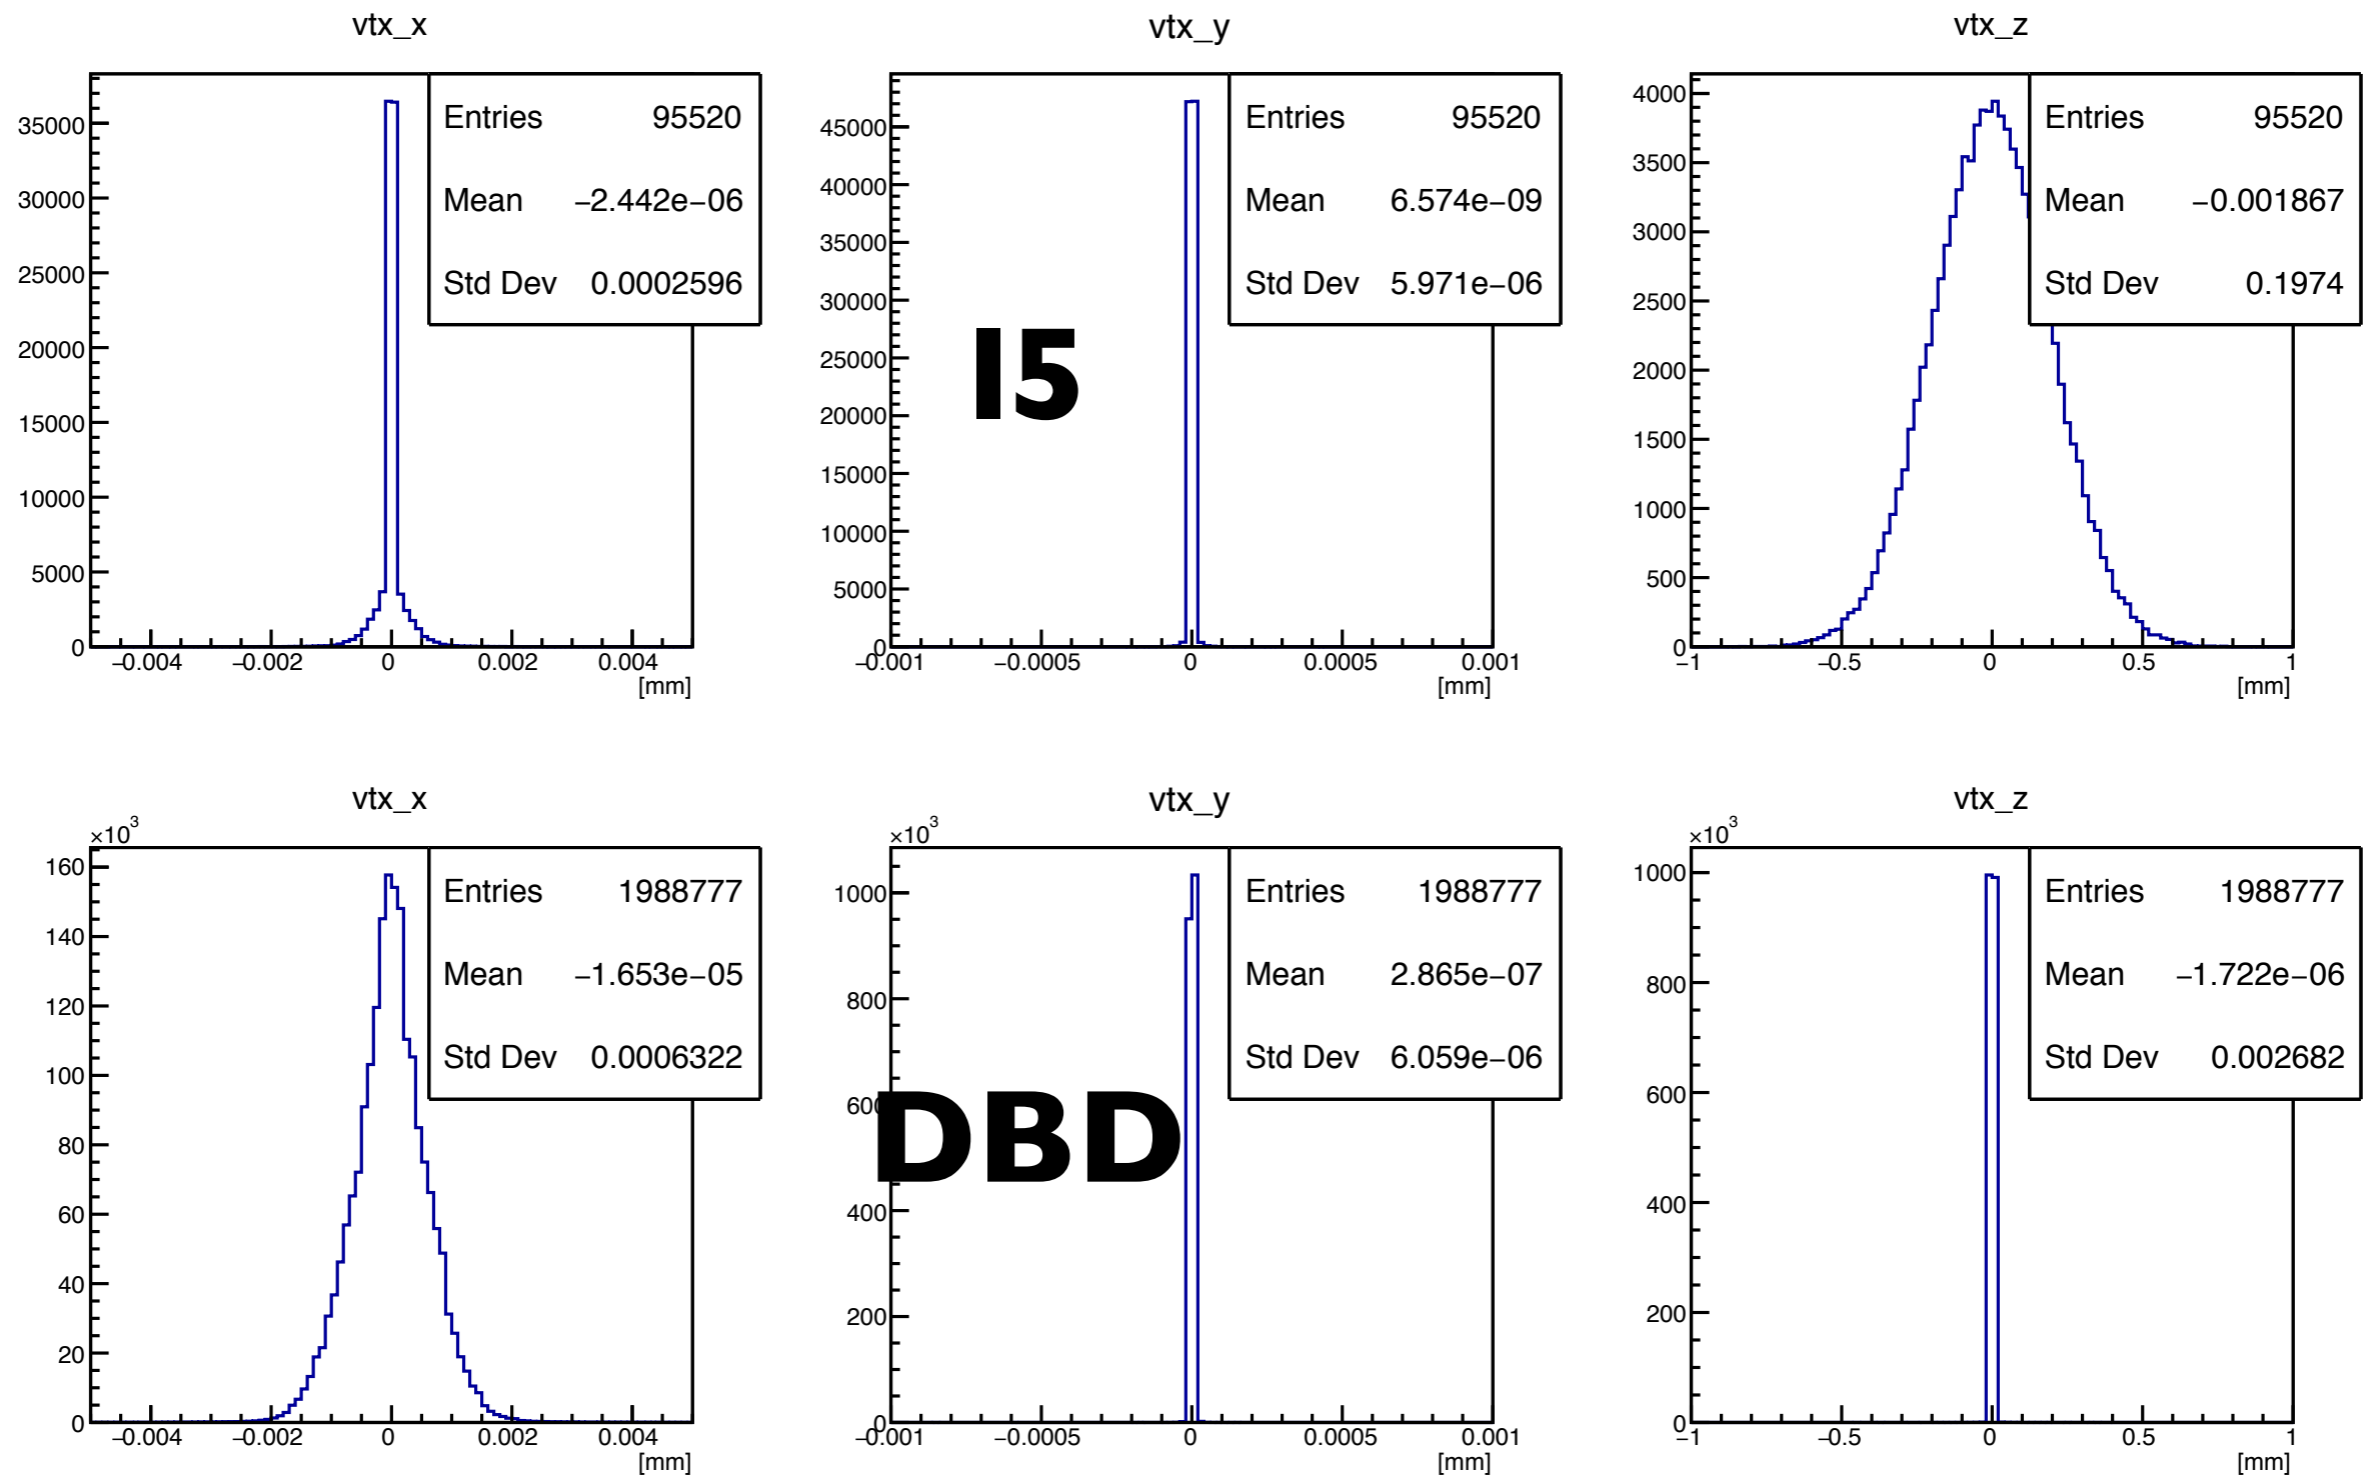 vtx_x
35000
30000
25000
20000
15000
10000
5000
0
−0.004 −0.002 0 0.002 0.004
[mm]
Entries 95520
Mean −2.442e−06
Std Dev 0.0002596
vtx_y
45000
40000
35000
30000
25000
20000
15000
10000
5000
0
−0.001 −0.0005 0 0.0005 0.001
[mm]
Entries 95520
Mean 6.574e−09
Std Dev 5.971e−06
I5
vtx_z
4000
3500
3000
2500
2000
1500
1000
500
0
−1 −0.5 0 0.5 1
[mm]
Entries 95520
Mean −0.001867
Std Dev 0.1974
vtx_x
×10³
160
140
120
100
80
60
40
20
0
−0.004 −0.002 0 0.002 0.004
[mm]
Entries 1988777
Mean −1.653e−05
Std Dev 0.0006322
vtx_y
×10³
1000
800
600
400
200
0
−0.001 −0.0005 0 0.0005 0.001
[mm]
Entries 1988777
Mean 2.865e−07
Std Dev 6.059e−06
DBD
vtx_z
×10³
1000
800
600
400
200
0
−1 −0.5 0 0.5 1
[mm]
Entries 1988777
Mean −1.722e−06
Std Dev 0.002682